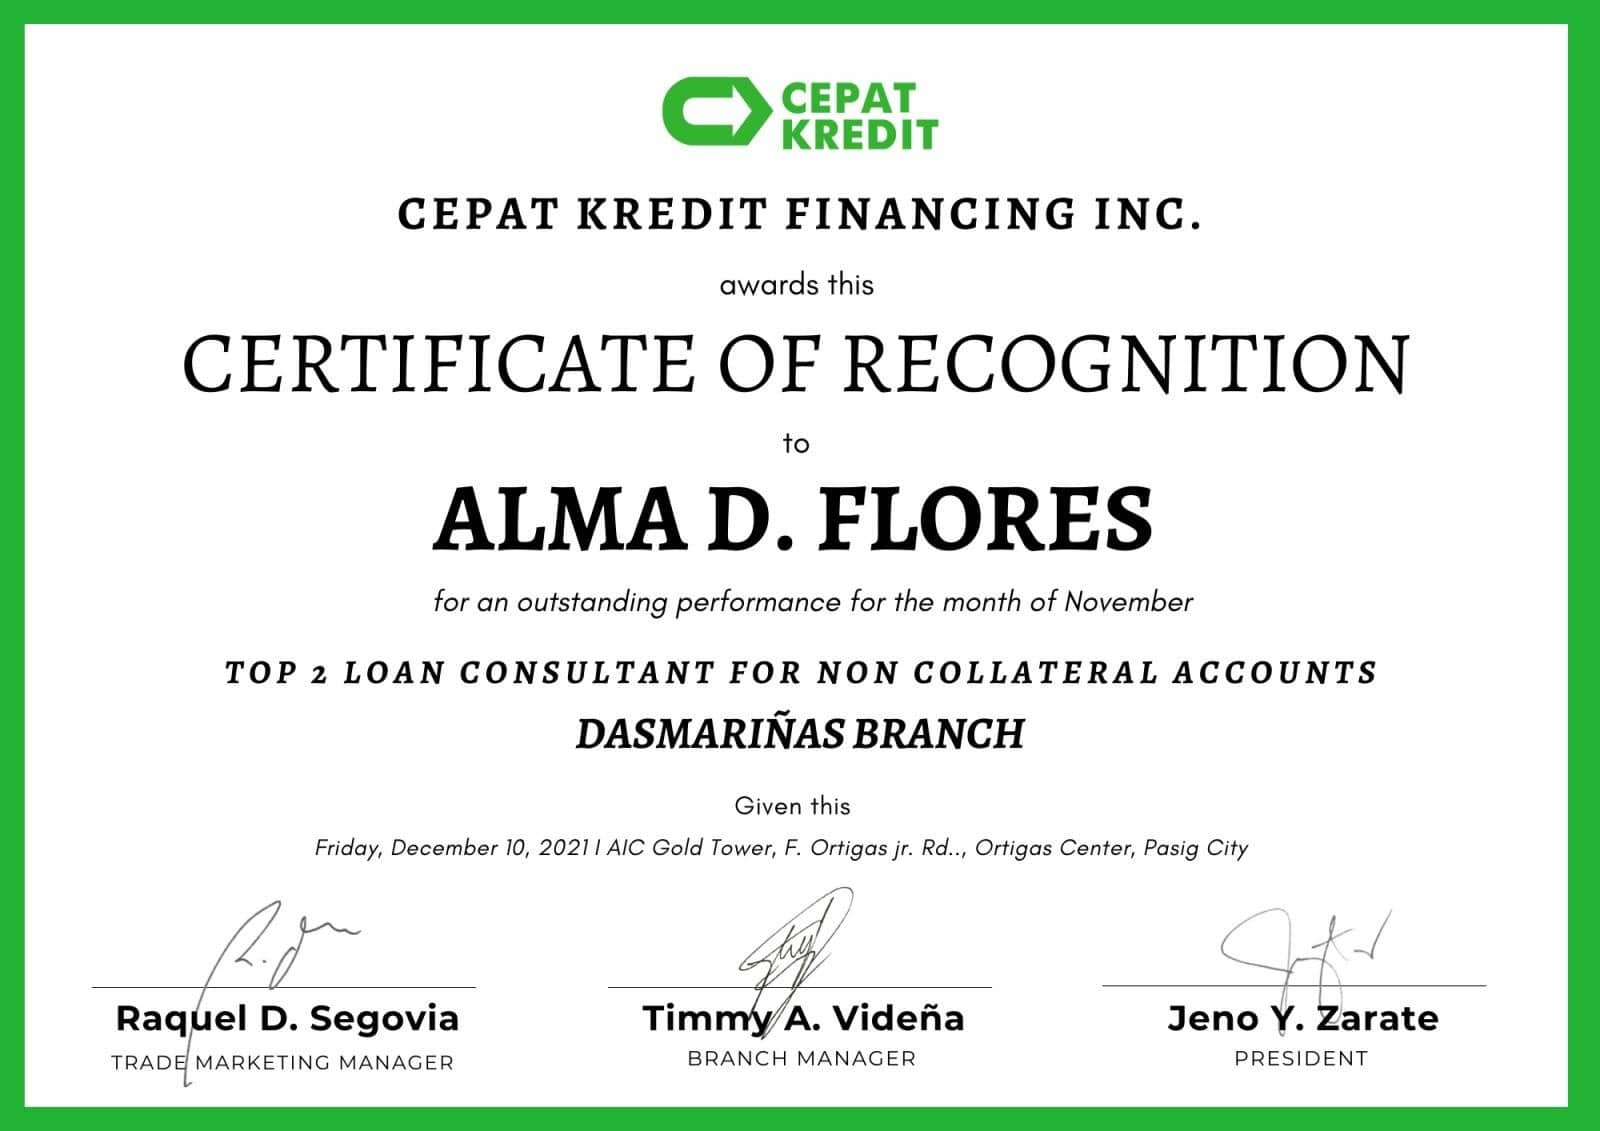 CEPAT
KREDIT
CEPAT KREDIT FINANCING INC.
awards this
CERTIFICATE OF RECOGNITION
to
ALMA D. FLORES
for an outstanding performance for the month of November
TOP 2 LOAN CONSULTANT FOR NON COLLATERAL ACCOUNTS
DASMARIÑAS BRANCH
Given this
Friday, December 10, 2021 I AIC Gold Tower, F. Ortigas jr. Rd.., Ortigas Center, Pasig City
Raquel D. Segovia
TRADE MARKETING MANAGER
Timmy A. Videña
BRANCH MANAGER
Jeno Y. Zarate
PRESIDENT